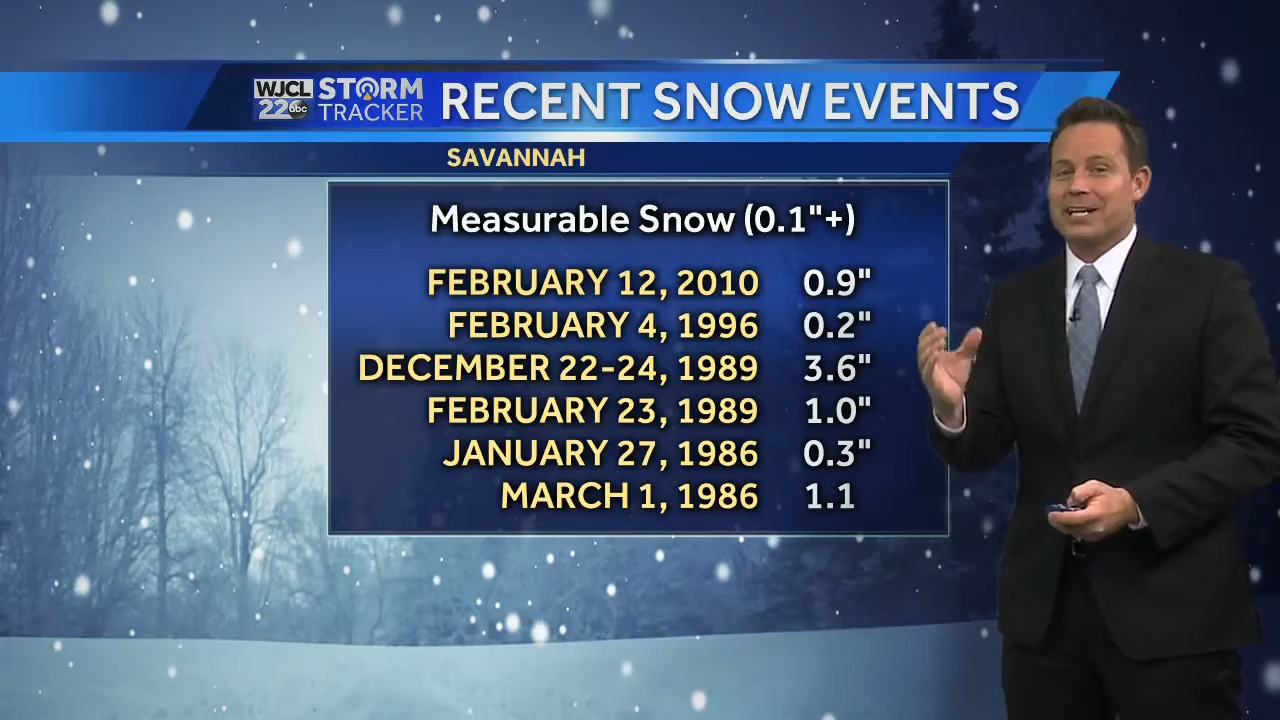 WJCL
22 abc
STORM
TRACKER
RECENT SNOW EVENTS
SAVANNAH
Measurable Snow (0.1"+)
FEBRUARY 12, 2010 0.9"
FEBRUARY 4, 1996 0.2"
DECEMBER 22-24, 1989 3.6"
FEBRUARY 23, 1989 1.0"
JANUARY 27, 1986 0.3"
MARCH 1, 1986 1.1